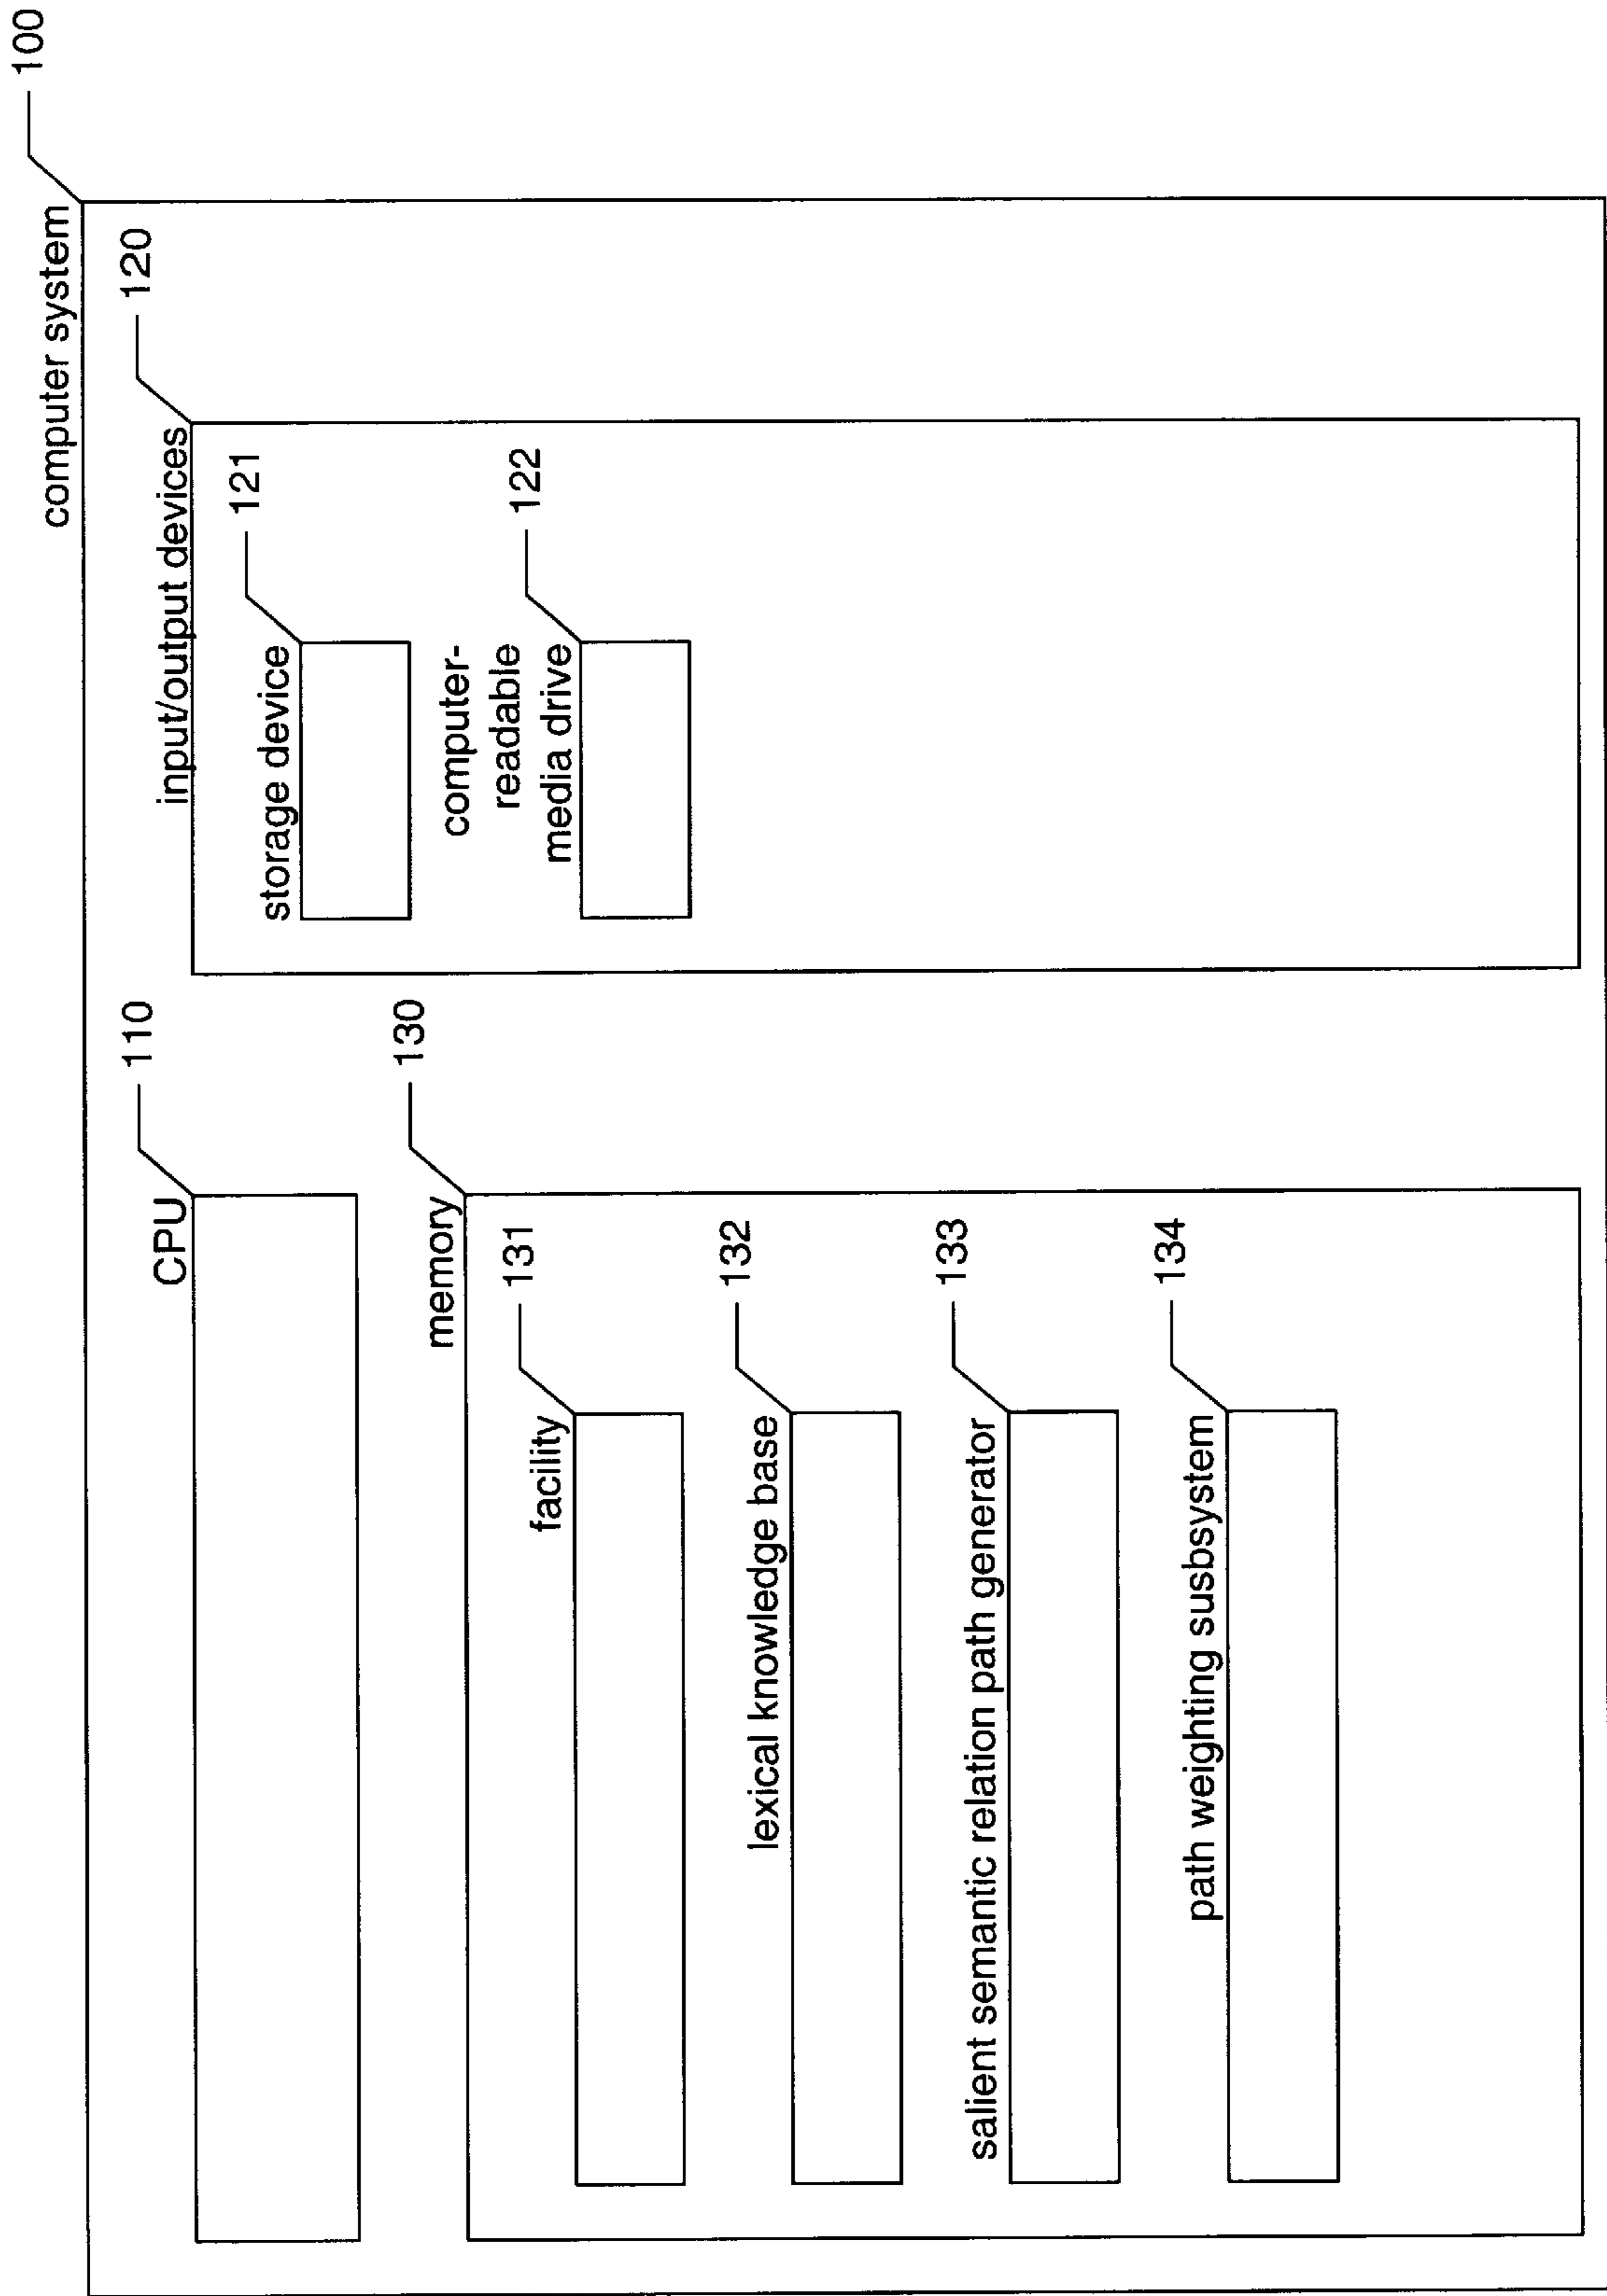 100
computer system
120
input/output devices
121
storage device
122
computer-
readable
media drive
110
CPU
130
memory
131
facility
132
lexical knowledge base
133
salient semantic relation path generator
134
path weighting susbsystem